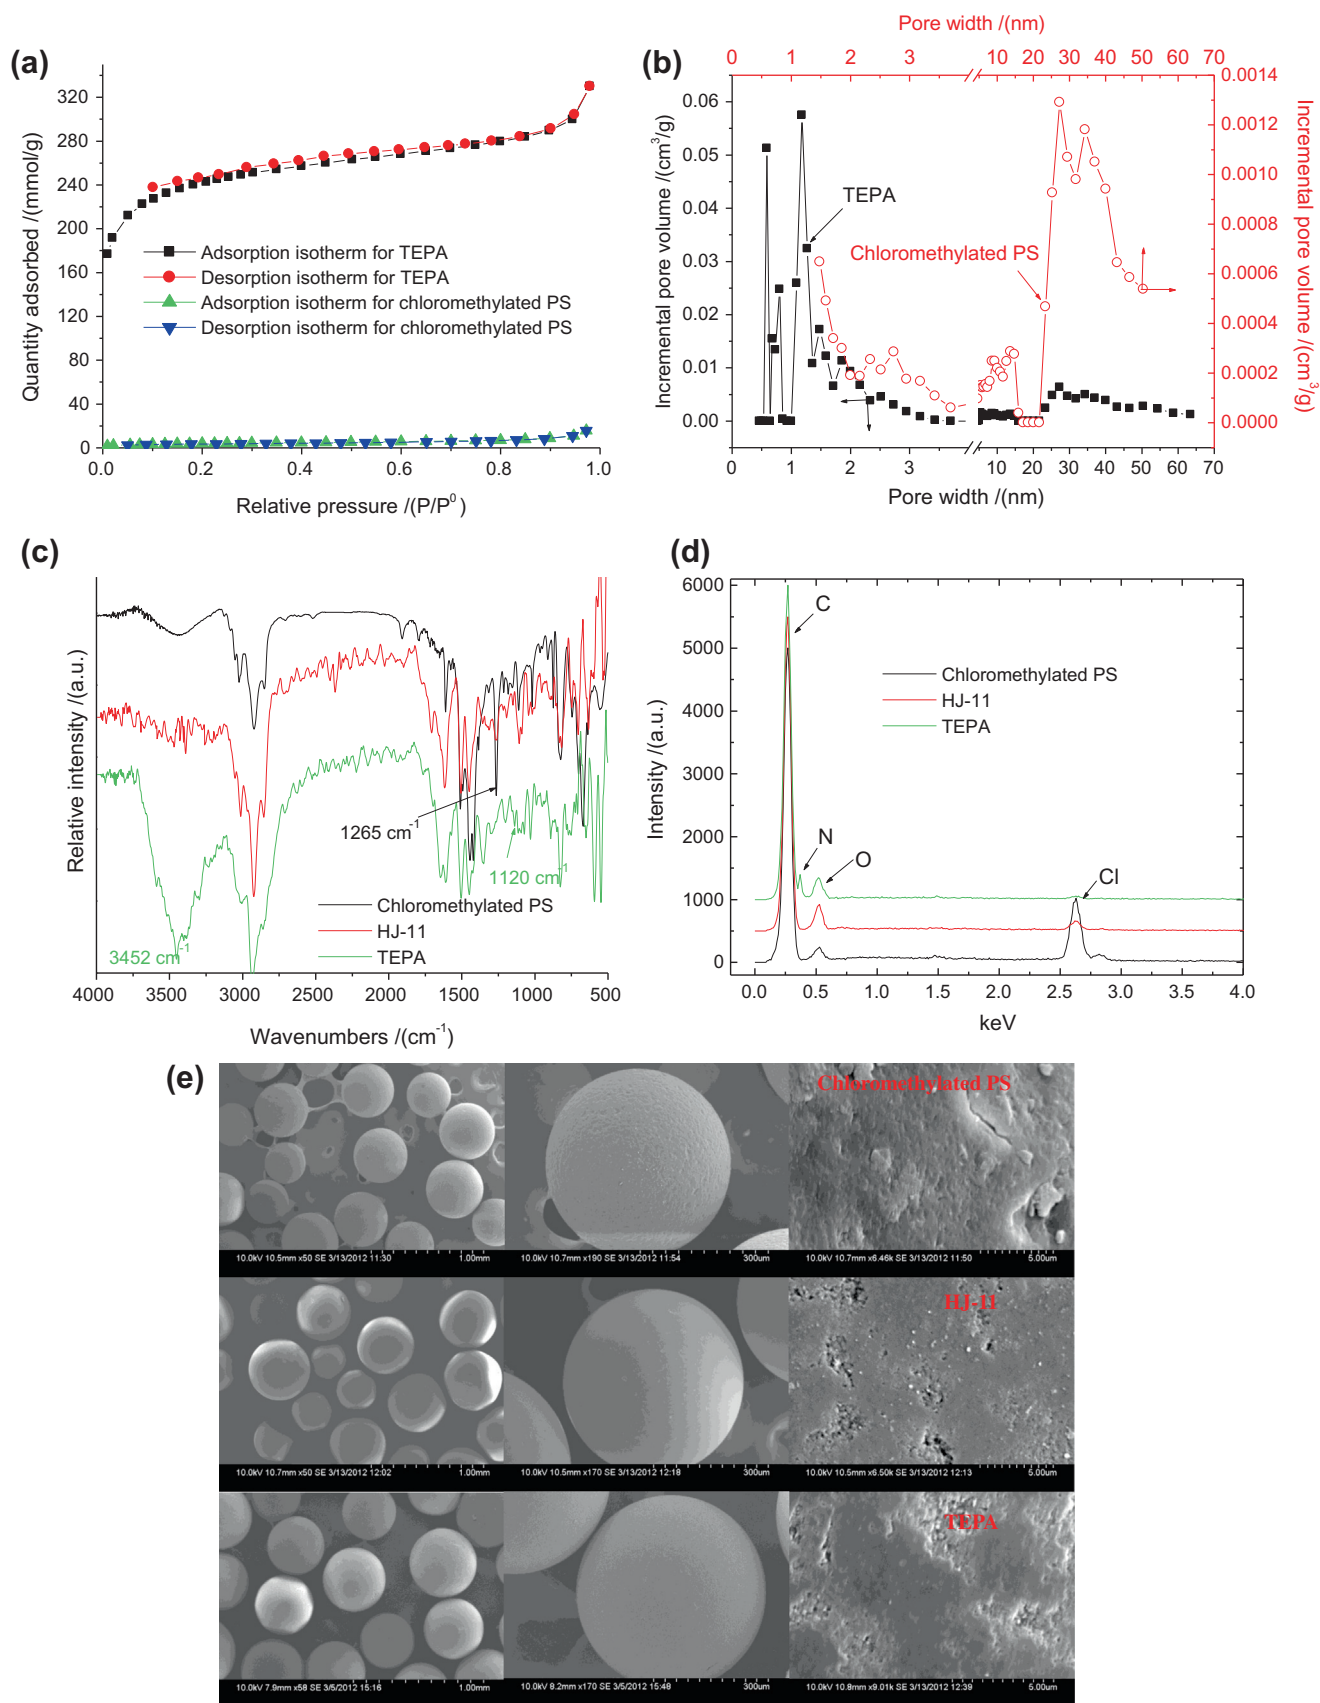 (a)
320
280
240
200
160
120
80
40
0
0.0 0.2 0.4 0.6 0.8 1.0
Quantity adsorbed /(mmol/g)
Relative pressure /(P/P⁰)
Adsorption isotherm for TEPA
Desorption isotherm for TEPA
Adsorption isotherm for chloromethylated PS
Desorption isotherm for chloromethylated PS
(b)
Pore width /(nm)
0 1 2 3 10 20 30 40 50 60 70
0.06
0.05
0.04
0.03
0.02
0.01
0.00
Incremental pore volume /(cm³/g)
TEPA
Chloromethylated PS
0.0014
0.0012
0.0010
0.0008
0.0006
0.0004
0.0002
0.0000
Incremental pore volume /(cm³/g)
0 1 2 3 10 20 30 40 50 60 70
Pore width /(nm)
(c)
Relative intensity /(a.u.)
1265 cm⁻¹
1120 cm⁻¹
3452 cm⁻¹
Chloromethylated PS
HJ-11
TEPA
4000 3500 3000 2500 2000 1500 1000 500
Wavenumbers /(cm⁻¹)
(d)
6000
5000
4000
3000
2000
1000
0
Intensity /(a.u.)
C
N
O
Cl
Chloromethylated PS
HJ-11
TEPA
0.0 0.5 1.0 1.5 2.0 2.5 3.0 3.5 4.0
keV
(e)
Chloromethylated PS
10.0kV 10.5mm x50 SE 3/13/2012 11:30 1.00mm
10.0kV 10.7mm x190 SE 3/13/2012 11:54 300um
10.0kV 10.7mm x6.46k SE 3/13/2012 11:50 5.00um
HJ-11
10.0kV 10.7mm x50 SE 3/13/2012 12:02 1.00mm
10.0kV 10.5mm x170 SE 3/13/2012 12:18 300um
10.0kV 10.5mm x6.50k SE 3/13/2012 12:13 5.00um
TEPA
10.0kV 7.9mm x58 SE 3/5/2012 15:16 1.00mm
10.0kV 8.2mm x170 SE 3/5/2012 15:48 300um
10.0kV 10.8mm x9.01k SE 3/13/2012 12:39 5.00um